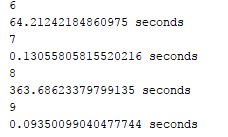 6
64.21242184860975 seconds
7
0.13055805815520216 seconds
8
363.68623379799135 seconds
9
0.09350099040477744 seconds